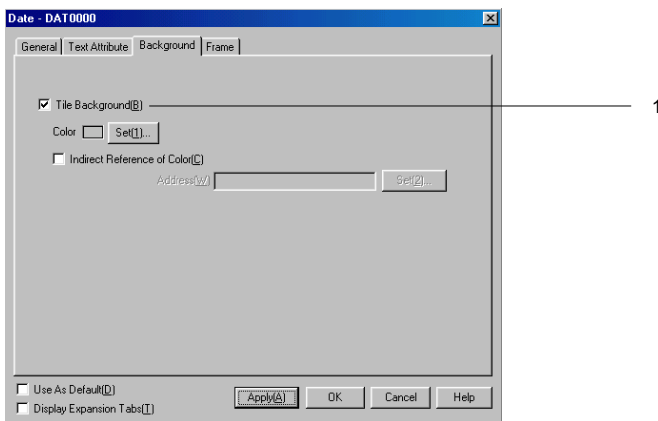 Date - DAT0000
General Text Attribute Background Frame
Tile Background(B)
1
Color Set(1)...
Indirect Reference of Color(C)
Address(W) Set(2)...
Use As Default(D)
Display Expansion Tabs(T)
Apply(A) OK Cancel Help